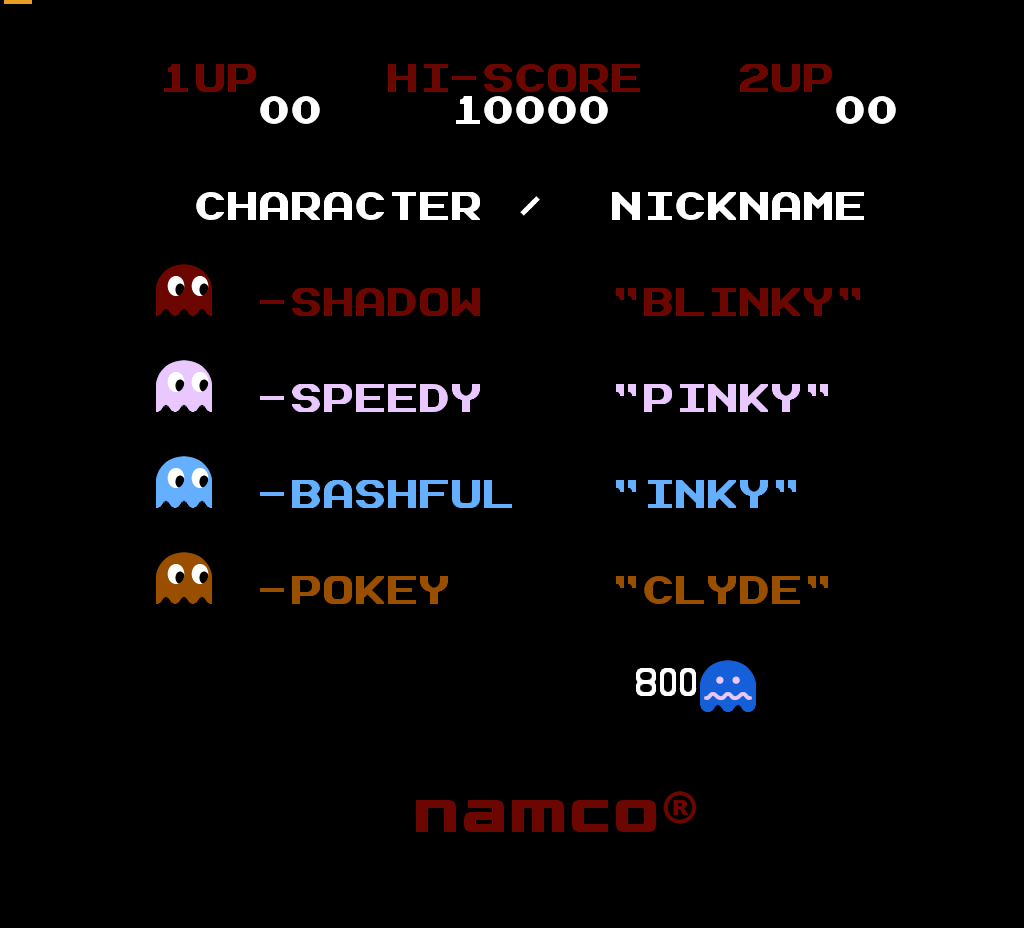 1UP HI-SCORE 2UP
00 10000 00
CHARACTER / NICKNAME
-SHADOW "BLINKY"
-SPEEDY "PINKY"
-BASHFUL "INKY"
-POKEY "CLYDE"
800
namco®